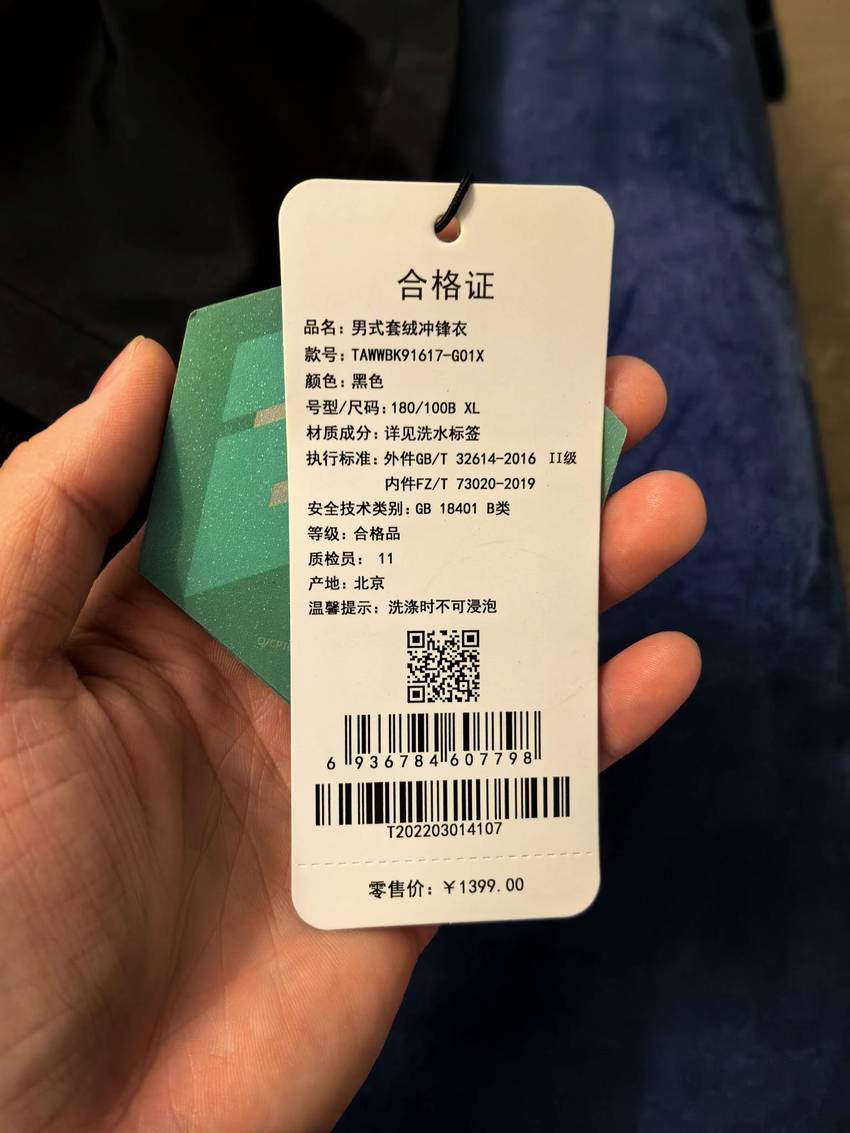 合格证
品名: 男式套绒冲锋衣
款号: TAWWBK91617-G01X
颜色: 黑色
号型/尺码: 180/100B XL
材质成分: 详见洗水标签
执行标准: 外件GB/T 32614-2016 II级
内件FZ/T 73020-2019
安全技术类别: GB 18401 B类
等级: 合格品
质检员: 11
产地: 北京
温馨提示: 洗涤时不可浸泡
6 936784 607798
T202203014107
零售价: ¥1399.00